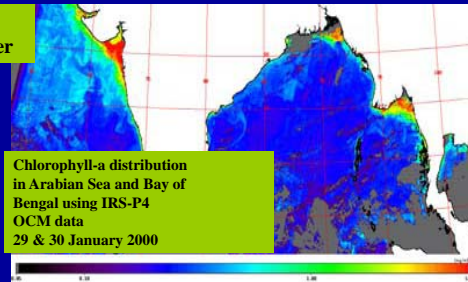 er
Chlorophyll-a distribution
in Arabian Sea and Bay of
Bengal using IRS-P4
OCM data
29 & 30 January 2000